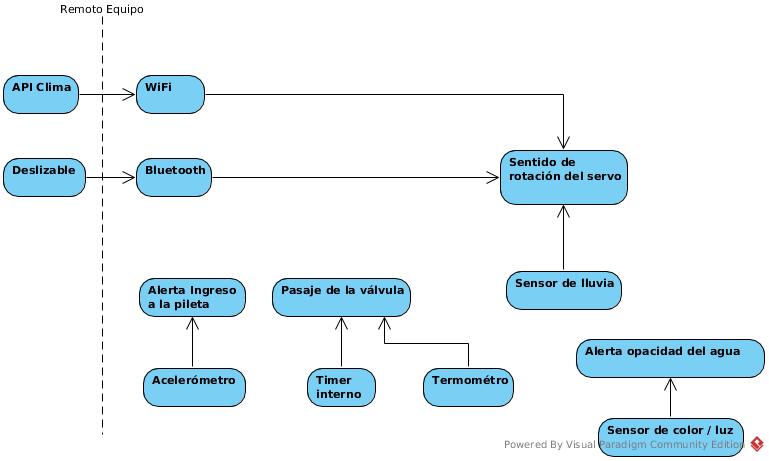 Remoto Equipo
API Clima
WiFi
Deslizable
Bluetooth
Sentido de
rotación del servo
Sensor de lluvia
Alerta Ingreso
a la pileta
Pasaje de la válvula
Acelerómetro
Timer
interno
Termométro
Alerta opacidad del agua
Sensor de color / luz
Powered By Visual Paradigm Community Edition